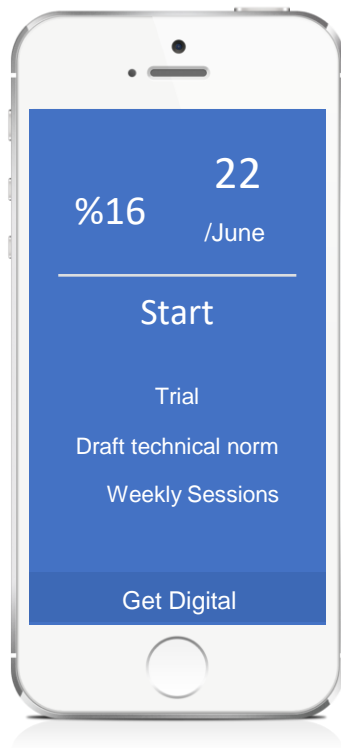 %16
22
/June
Start
Trial
Draft technical norm
Weekly Sessions
Get Digital